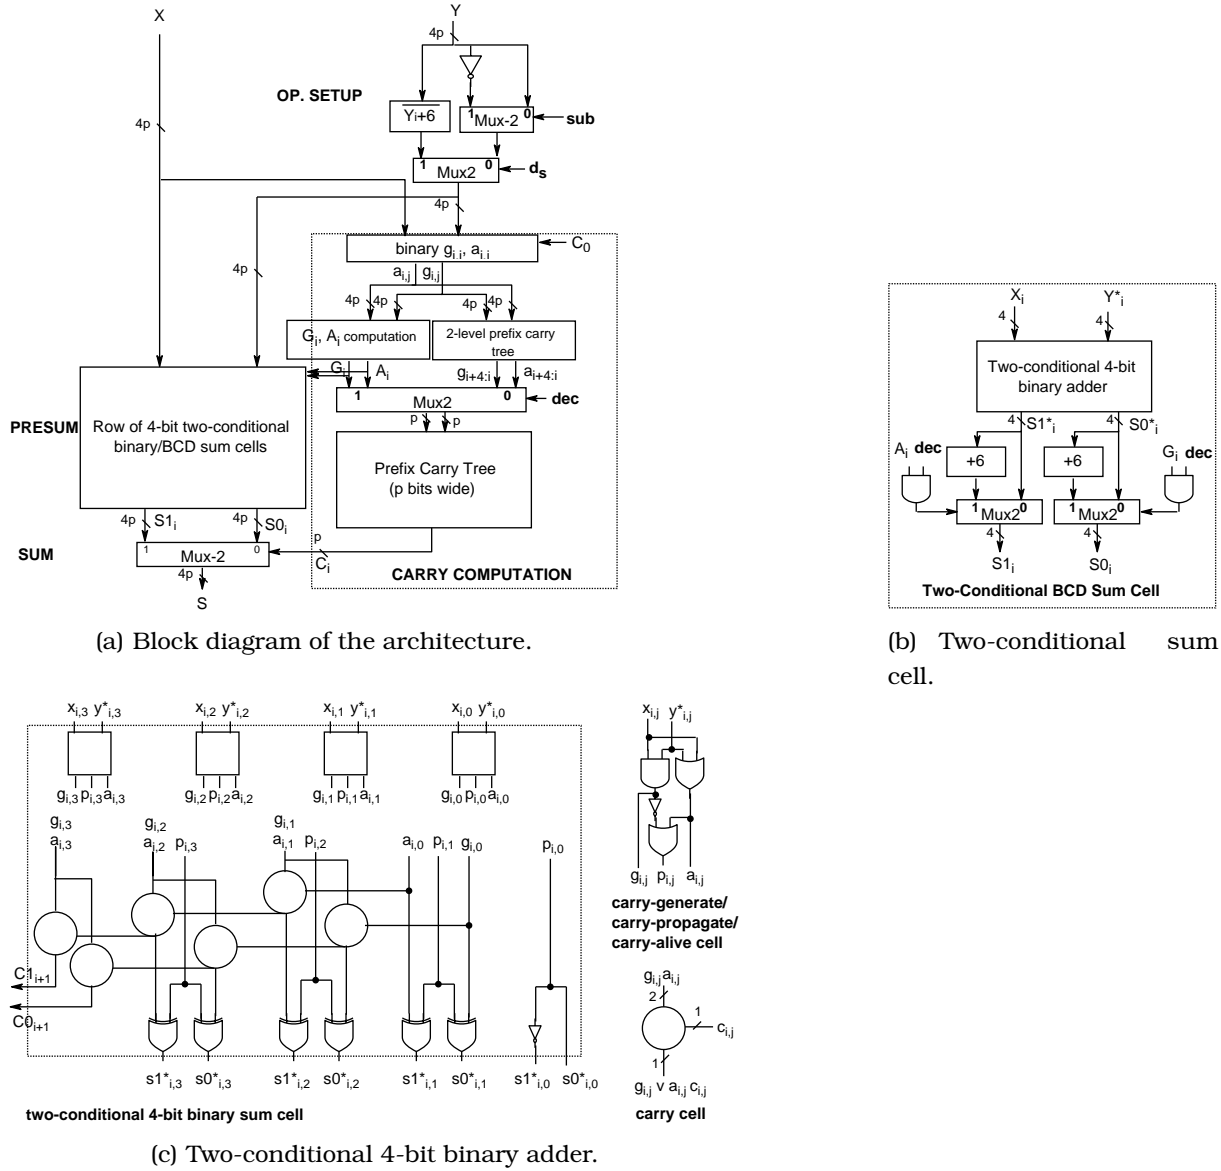 X
Y
4p
OP. SETUP
Yi+6
1 0
Mux-2
sub
4p
1 0
Mux2
ds
4p
binary gi.i, ai.i
C0
ai,j gi,j
4p
4p 4p
4p 4p
Gi, Ai computation
2-level prefix carry
tree
Gi Ai
gi+4:i ai+4:i
1 0
Mux2
dec
p p
PRESUM
Row of 4-bit two-conditional
binary/BCD sum cells
Prefix Carry Tree
(p bits wide)
4p S1i
4p S0i
SUM
1 0
Mux-2
p
Ci
4p
CARRY COMPUTATION
S
(a) Block diagram of the architecture.
Xi Y*i
4 4
Two-conditional 4-bit
binary adder
4 S1*i 4 S0*i
Ai dec
+6 +6
Gi dec
1 0 1 0
Mux2 Mux2
4 4
S1i S0i
Two-Conditional BCD Sum Cell
(b) Two-conditional sum
cell.
xi,3 y*i,3 xi,2 y*i,2 xi,1 y*i,1 xi,0 y*i,0
gi,3 pi,3 ai,3 gi,2 pi,2 ai,2 gi,1 pi,1 ai,1 gi,0 pi,0 ai,0
gi,3 gi,2 gi,1
ai,3 ai,2 pi,3 ai,1 pi,2 ai,0 pi,1 gi,0 pi,0
C1i+1
C0i+1
s1*i,3 s0*i,3 s1*i,2 s0*i,2 s1*i,1 s0*i,1 s1*i,0 s0*i,0
two-conditional 4-bit binary sum cell
xi,j y*i,j
gi,j pi,j ai,j
carry-generate/
carry-propagate/
carry-alive cell
gi,j ai,j
2
1
ci,j
1
gi,j v ai,j ci,j
carry cell
(c) Two-conditional 4-bit binary adder.